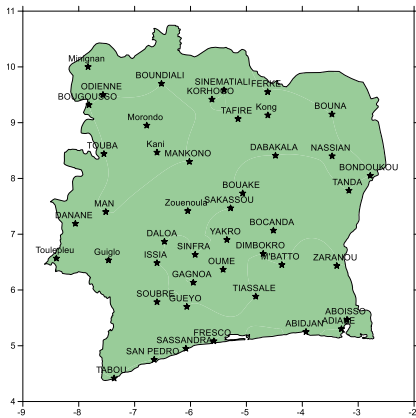 11
Minignan
10
ODIENNE
BOUNDIALI
SINEMATIALI
FERKE
BOUGOUSSO
KORHOGO
TAFIRE
Kong
BOUNA
9
Morondo
TOUBA
Kani
MANKONO
DABAKALA
NASSIAN
BONDOUKOU
8
TANDA
BOUAKE
MAN
Zouenoula
SAKASSOU
DANANE
BOCANDA
7
DALOA
YAKRO
Toulepleu
Guiglo
ISSIA
SINFRA
DIMBOKRO
M'BATTO
ZARANOU
OUME
GAGNOA
6
SOUBRE
GUEYO
TIASSALE
ABOISSO
ADIAKE
ABIDJAN
FRESCO
SASSANDRA
5
SAN PEDRO
TABOU
4
-9 -8 -7 -6 -5 -4 -3 -2